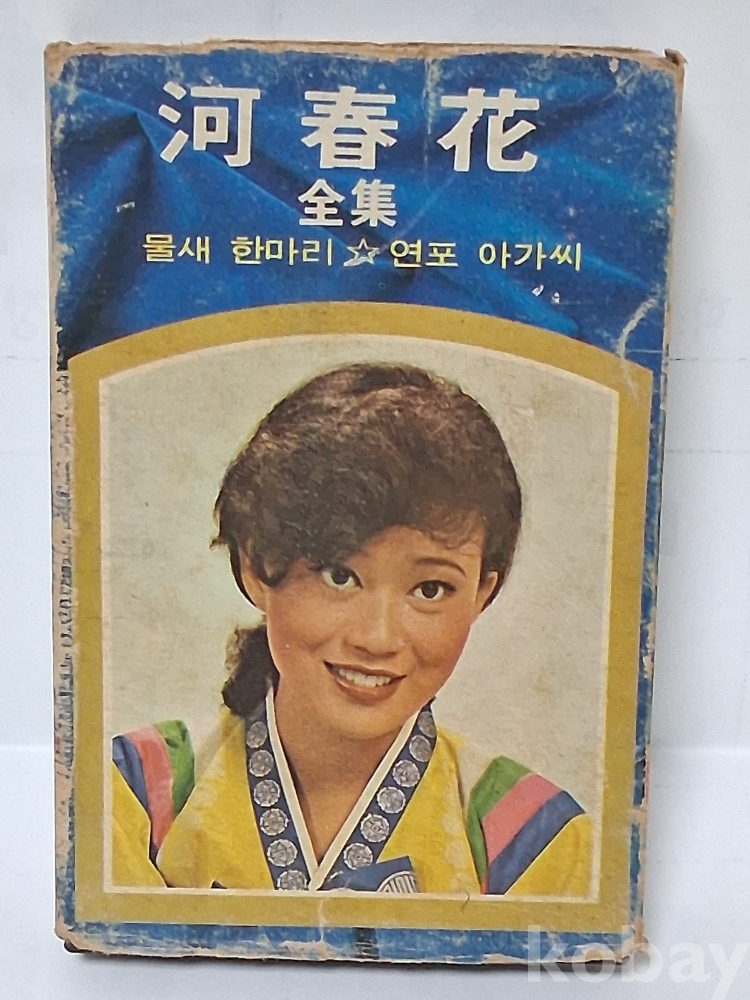 河春花
全集
물새 한마리☆연포 아가씨
kobay